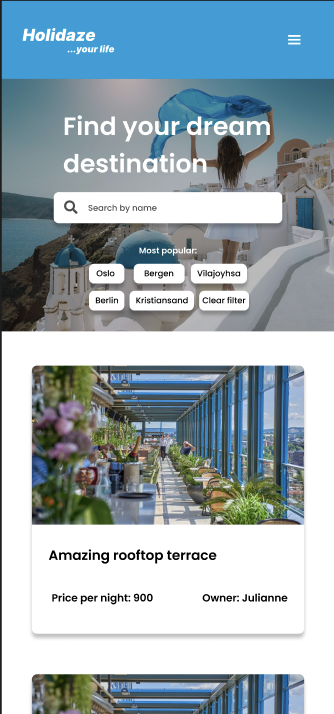 Holidaze
...your life
Find your dream
destination
Search by name
Most popular:
Oslo Bergen Vilajoyhsa
Berlin Kristiansand Clear filter
Amazing rooftop terrace
Price per night: 900 Owner: Julianne